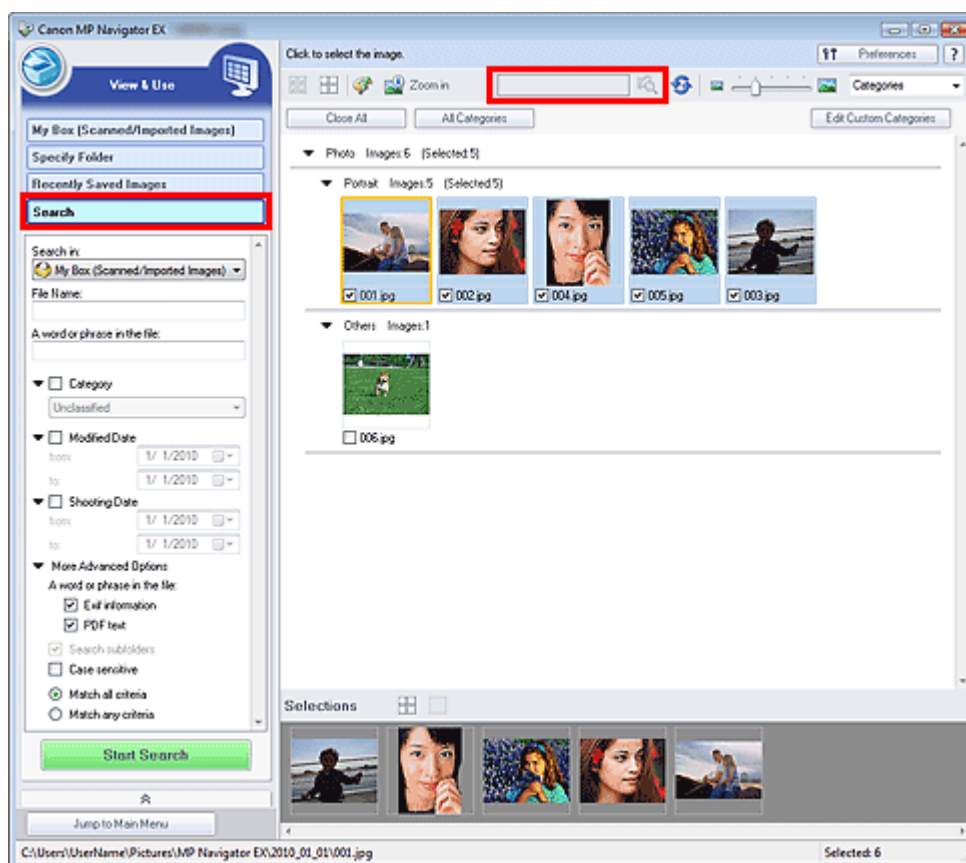 Canon MP Navigator EX
Click to select the image.
Preferences
?
View & Use
Zoom in
Categories
Close All
All Categories
Edit Custom Categories
My Box (Scanned/Imported Images)
Specify Folder
Recently Saved Images
Search
Photo Images:6 (Selected:5)
Portrait Images:5 (Selected:5)
001.jpg
002.jpg
004.jpg
005.jpg
003.jpg
Others Images:1
006.jpg
Search in:
My Box (Scanned/Imported Images)
File Name:
A word or phrase in the file:
Category
Unclassified
Modified Date
from: 1/ 1/2010
to: 1/ 1/2010
Shooting Date
from: 1/ 1/2010
to: 1/ 1/2010
More Advanced Options
A word or phrase in the file:
Exif information
PDF text
Search subfolders
Case sensitive
Match all criteria
Match any criteria
Start Search
Jump to Main Menu
Selections
C:\Users\UserName\Pictures\MP Navigator EX\2010_01_01\001.jpg
Selected: 6